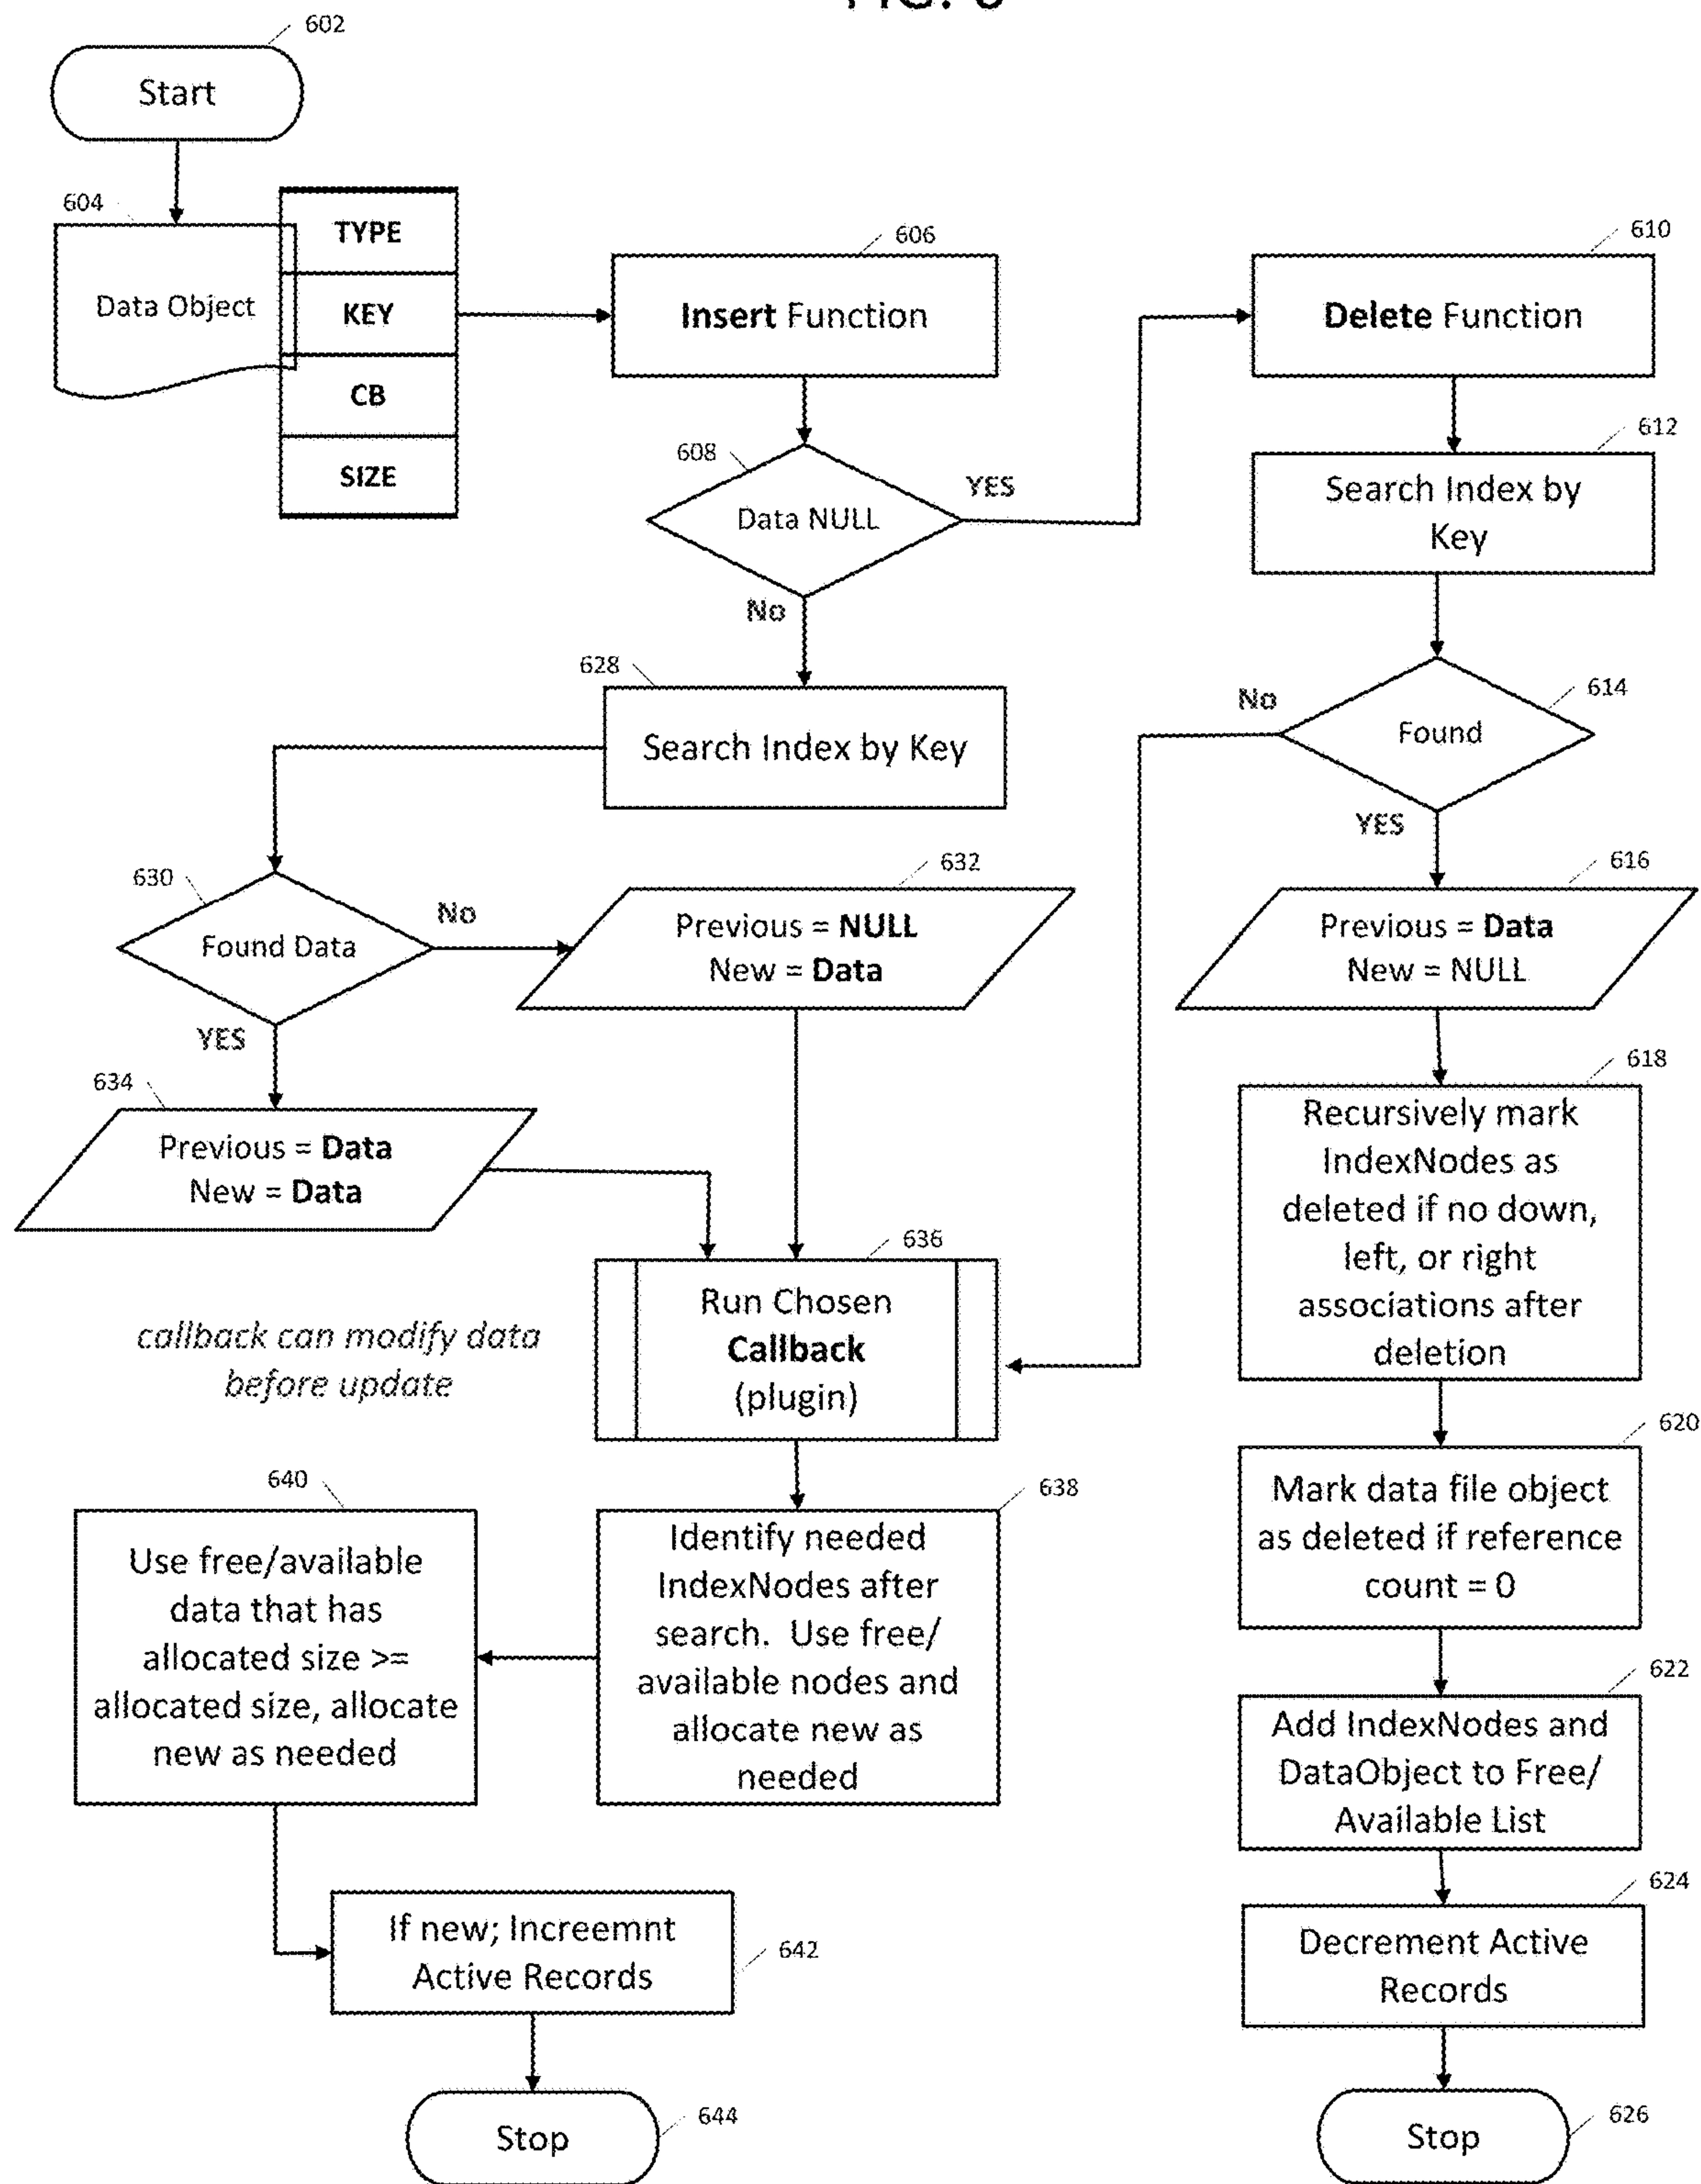 602
Start
604
Data Object
TYPE
KEY
CB
SIZE
606
Insert Function
610
Delete Function
608
Data NULL
YES
No
612
Search Index by
Key
628
Search Index by Key
614
Found
No
YES
630
Found Data
No
YES
632
Previous = NULL
New = Data
616
Previous = Data
New = NULL
634
Previous = Data
New = Data
618
Recursively mark
IndexNodes as
deleted if no down,
left, or right
associations after
deletion
636
Run Chosen
Callback
(plugin)
callback can modify data
before update
620
Mark data file object
as deleted if reference
count = 0
640
Use free/available
data that has
allocated size >=
allocated size, allocate
new as needed
638
Identify needed
IndexNodes after
search. Use free/
available nodes and
allocate new as
needed
622
Add IndexNodes and
DataObject to Free/
Available List
624
Decrement Active
Records
If new; Increemnt
Active Records
642
Stop
644
Stop
626